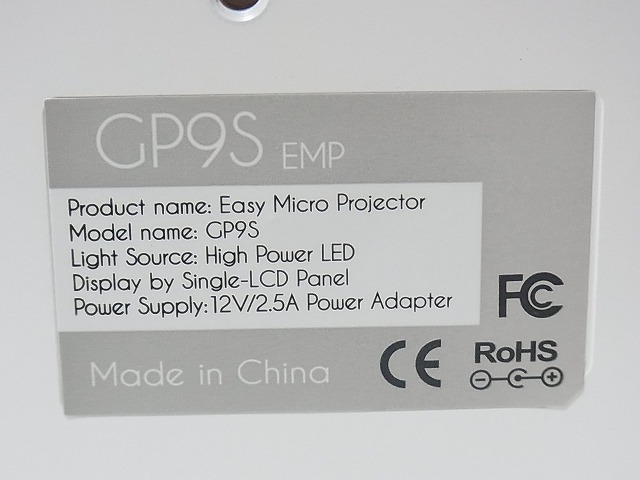 GP9S EMP
Product name: Easy Micro Projector
Model name: GP9S
Light Source: High Power LED
Display by Single-LCD Panel
Power Supply:12V/2.5A Power Adapter
FC
Made in China
CE
RoHS